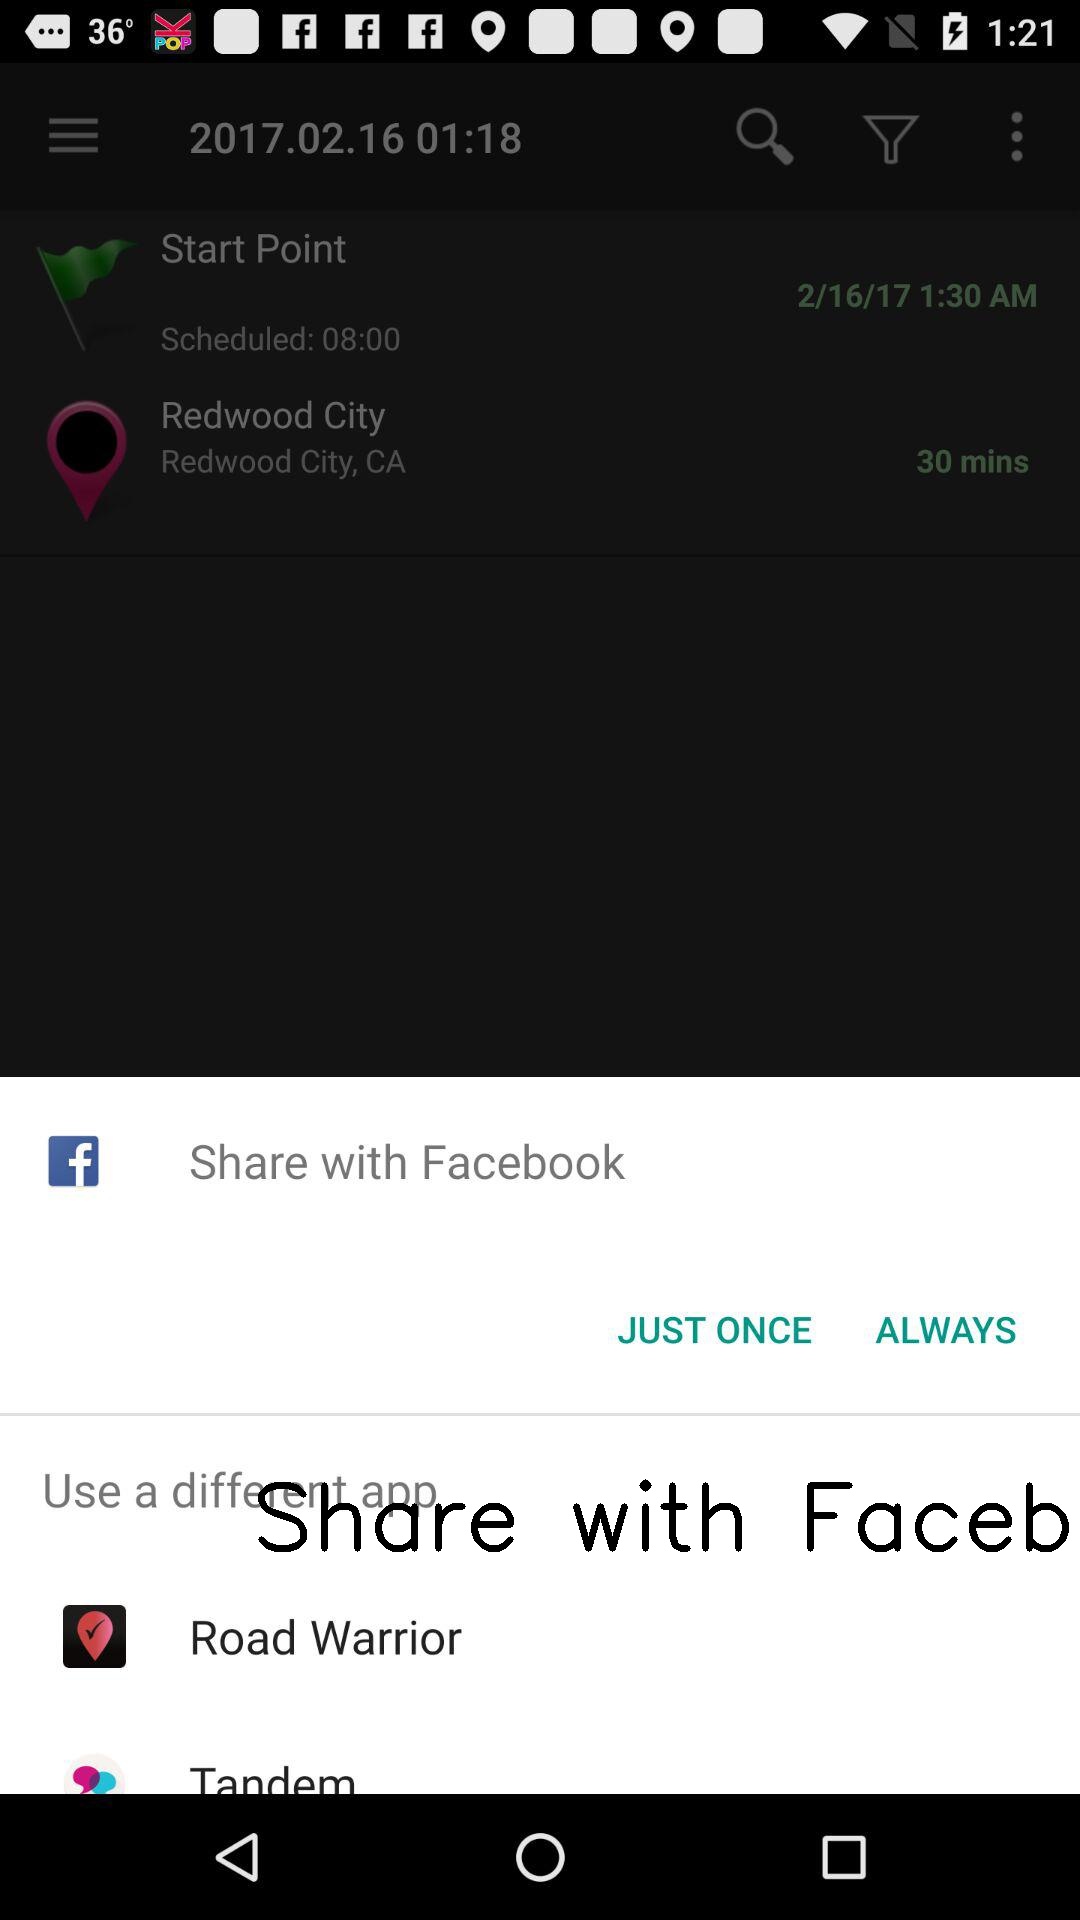 36° KPOP 1:21
2017.02.16 01:18
Start Point
2/16/17 1:30 AM
Scheduled: 08:00
Redwood City
Redwood City, CA
30 mins
Share with Facebook
JUST ONCE ALWAYS
Use a different app
Share with Faceb
Road Warrior
Tandem